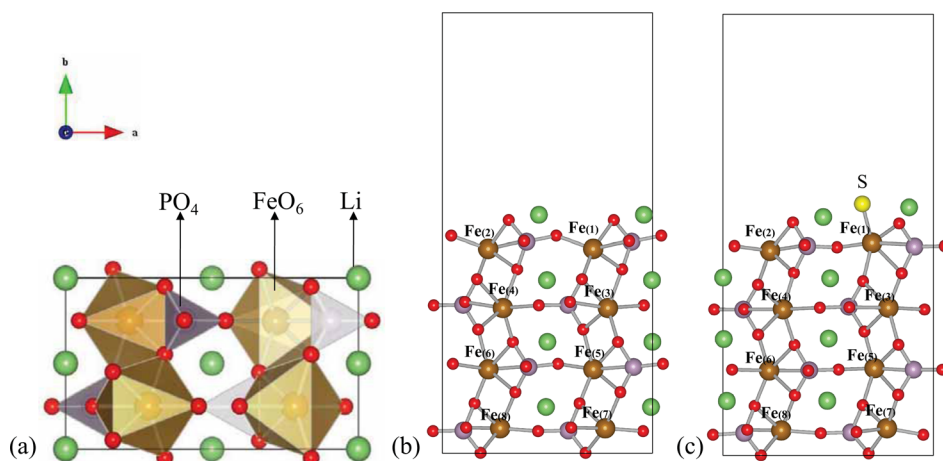 b
c
a
PO4
FeO6
Li
(a)
Fe(2)
Fe(1)
Fe(4)
Fe(3)
Fe(6)
Fe(5)
Fe(8)
Fe(7)
(b)
S
Fe(2)
Fe(1)
Fe(4)
Fe(3)
Fe(6)
Fe(5)
Fe(8)
Fe(7)
(c)